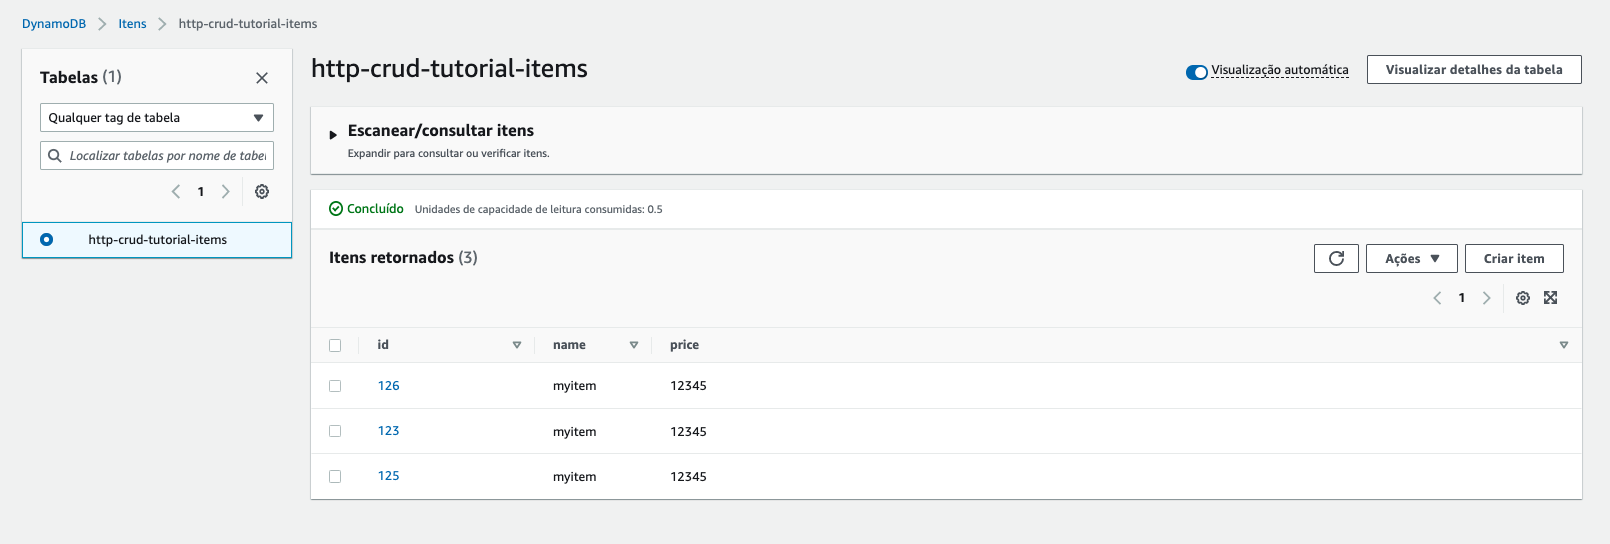 DynamoDB > Itens > http-crud-tutorial-items
Tabelas (1)
Qualquer tag de tabela
Localizar tabelas por nome de tabel
1
http-crud-tutorial-items
http-crud-tutorial-items
Visualização automática
Visualizar detalhes da tabela
Escanear/consultar itens
Expandir para consultar ou verificar itens.
Concluído Unidades de capacidade de leitura consumidas: 0.5
Itens retornados (3)
Ações
Criar item
1
id name price
126 myitem 12345
123 myitem 12345
125 myitem 12345